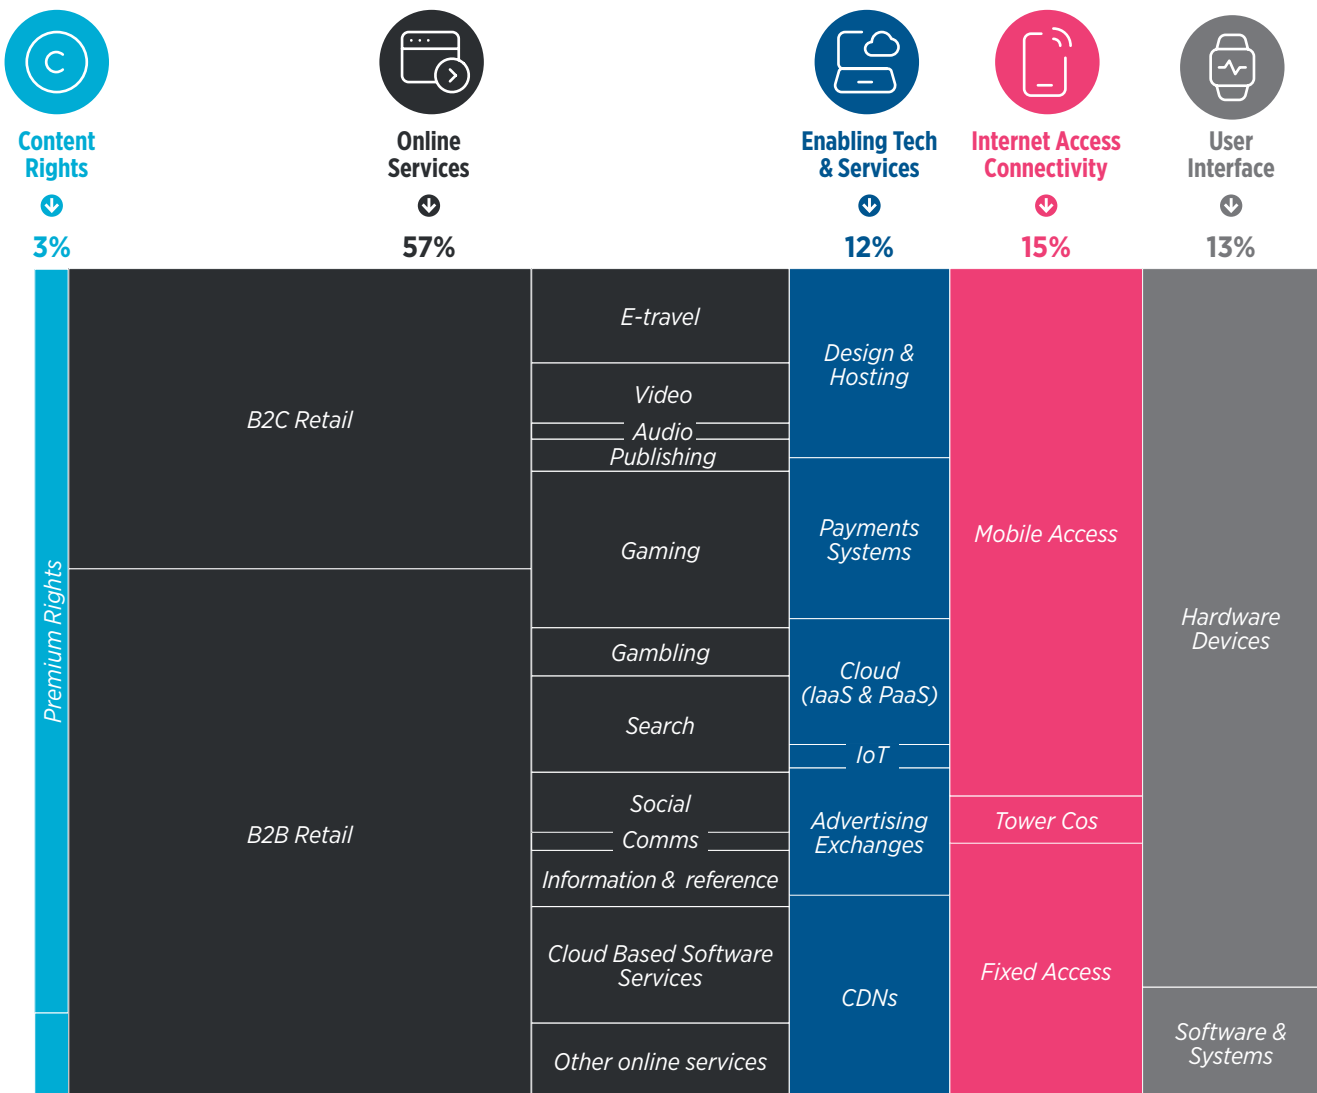 C
Content
Rights
3%
Online
Services
57%
Enabling Tech
& Services
12%
Internet Access
Connectivity
15%
User
Interface
13%
Premium Rights
B2C Retail
B2B Retail
E-travel
Video
Audio
Publishing
Gaming
Gambling
Search
Social
Comms
Information & reference
Cloud Based Software
Services
Other online services
Design &
Hosting
Payments
Systems
Cloud
(IaaS & PaaS)
IoT
Advertising
Exchanges
CDNs
Mobile Access
Tower Cos
Fixed Access
Hardware
Devices
Software &
Systems